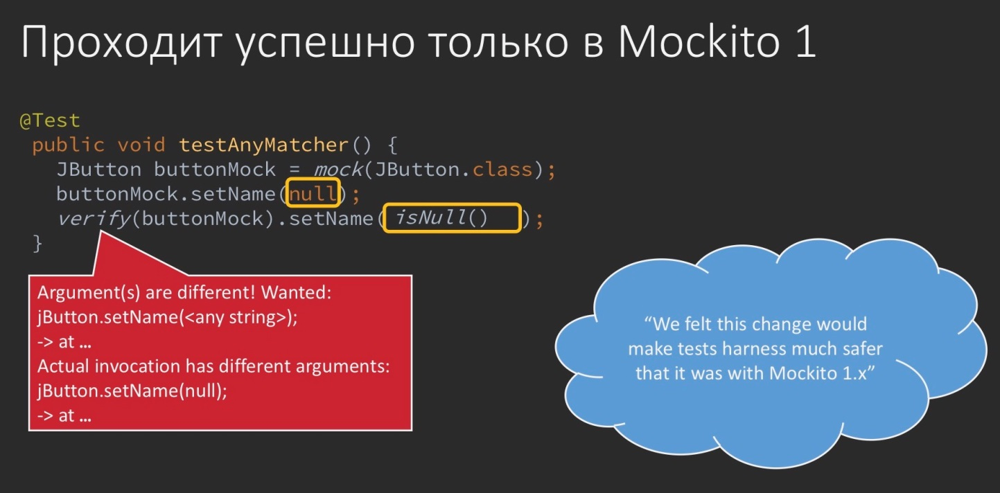 Проходит успешно только в Mockito 1
@Test
public void testAnyMatcher() {
JButton buttonMock = mock(JButton.class);
buttonMock.setName(null);
verify(buttonMock).setName( isNull() );
}
Argument(s) are different! Wanted:
jButton.setName(<any string>);
-> at ...
Actual invocation has different arguments:
jButton.setName(null);
-> at ...
“We felt this change would
make tests harness much safer
that it was with Mockito 1.x”